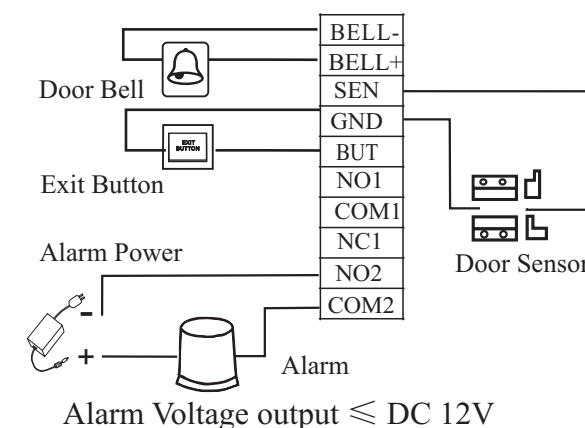 BELL-
BELL+
Door Bell
SEN
GND
EXIT
BUTTON
BUT
Exit Button
NO1
COM1
NC1
Alarm Power
Door Sensor
NO2
-
COM2
+
Alarm
Alarm Voltage output ⩽ DC 12V